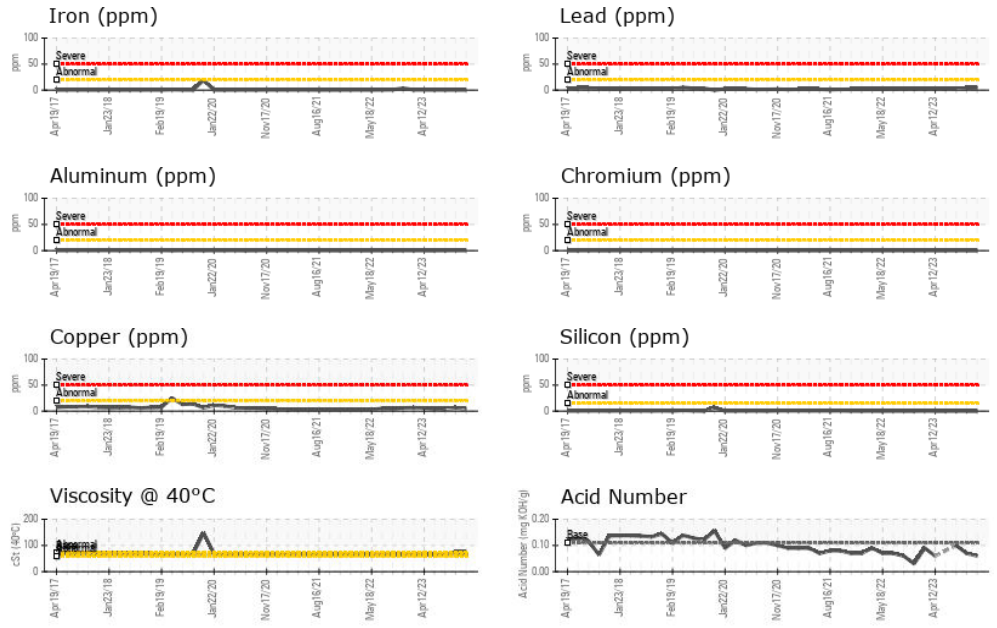 Iron (ppm)
100
50
0
ppm
Severe
Abnormal
Apr19/17
Jan23/18
Feb19/19
Jan22/20
Nov17/20
Aug16/21
May18/22
Apr12/23
Lead (ppm)
100
50
0
ppm
Severe
Abnormal
Apr19/17
Jan23/18
Feb19/19
Jan22/20
Nov17/20
Aug16/21
May18/22
Apr12/23
Aluminum (ppm)
100
50
0
ppm
Severe
Abnormal
Apr19/17
Jan23/18
Feb19/19
Jan22/20
Nov17/20
Aug16/21
May18/22
Apr12/23
Chromium (ppm)
100
50
0
ppm
Severe
Abnormal
Apr19/17
Jan23/18
Feb19/19
Jan22/20
Nov17/20
Aug16/21
May18/22
Apr12/23
Copper (ppm)
100
50
0
ppm
Severe
Abnormal
Apr19/17
Jan23/18
Feb19/19
Jan22/20
Nov17/20
Aug16/21
May18/22
Apr12/23
Silicon (ppm)
100
50
0
ppm
Severe
Abnormal
Apr19/17
Jan23/18
Feb19/19
Jan22/20
Nov17/20
Aug16/21
May18/22
Apr12/23
Viscosity @ 40°C
200
100
0
cSt (40°C)
Abnormal
Apr19/17
Jan23/18
Feb19/19
Jan22/20
Nov17/20
Aug16/21
May18/22
Apr12/23
Acid Number
0.20
0.10
0.00
Acid Number (mg KOH/g)
Base
Apr19/17
Jan23/18
Feb19/19
Jan22/20
Nov17/20
Aug16/21
May18/22
Apr12/23